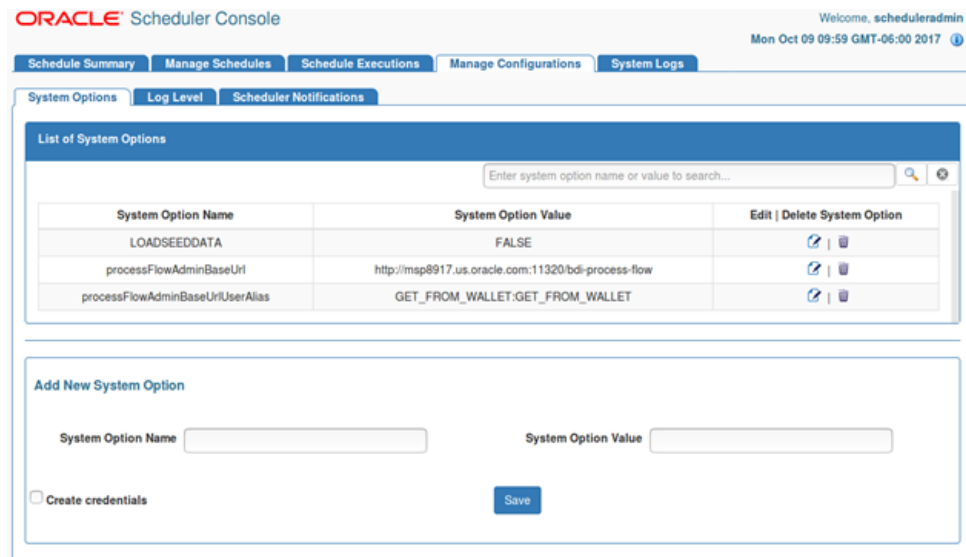 ORACLE Scheduler Console
Welcome, scheduleradmin
Mon Oct 09 09:59 GMT-06:00 2017
Schedule Summary Manage Schedules Schedule Executions Manage Configurations System Logs
System Options Log Level Scheduler Notifications
List of System Options
Enter system option name or value to search...
System Option Name System Option Value Edit | Delete System Option
LOADSEEDDATA FALSE |
processFlowAdminBaseUrl http://msp8917.us.oracle.com:11320/bdi-process-flow |
processFlowAdminBaseUrlUserAlias GET_FROM_WALLET:GET_FROM_WALLET |
Add New System Option
System Option Name System Option Value
Create credentials Save